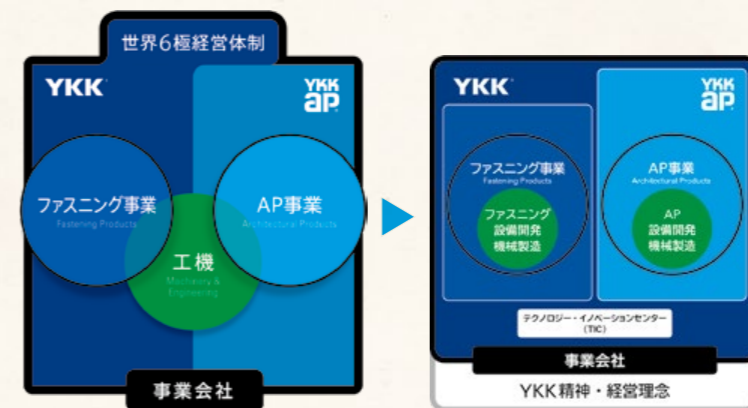 世界6極経営体制
YKK
YKK
ap
ファスニング事業
Fastening Products
AP事業
Architectural Products
工機
Machinery &
Engineering
事業会社
YKK
YKK
ap
ファスニング事業
Fastening Products
ファスニング
設備開発
機械製造
AP事業
Architectural Products
AP
設備開発
機械製造
テクノロジー・イノベーションセンター
(TIC)
事業会社
YKK精神・経営理念